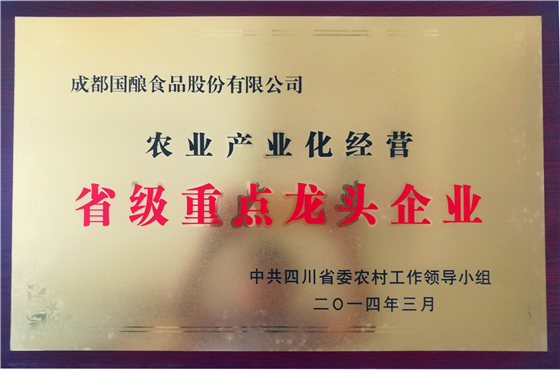 成都国酿食品股份有限公司
农业产业化经营
省级重点龙头企业
中共四川省委农村工作领导小组
二〇一四年三月